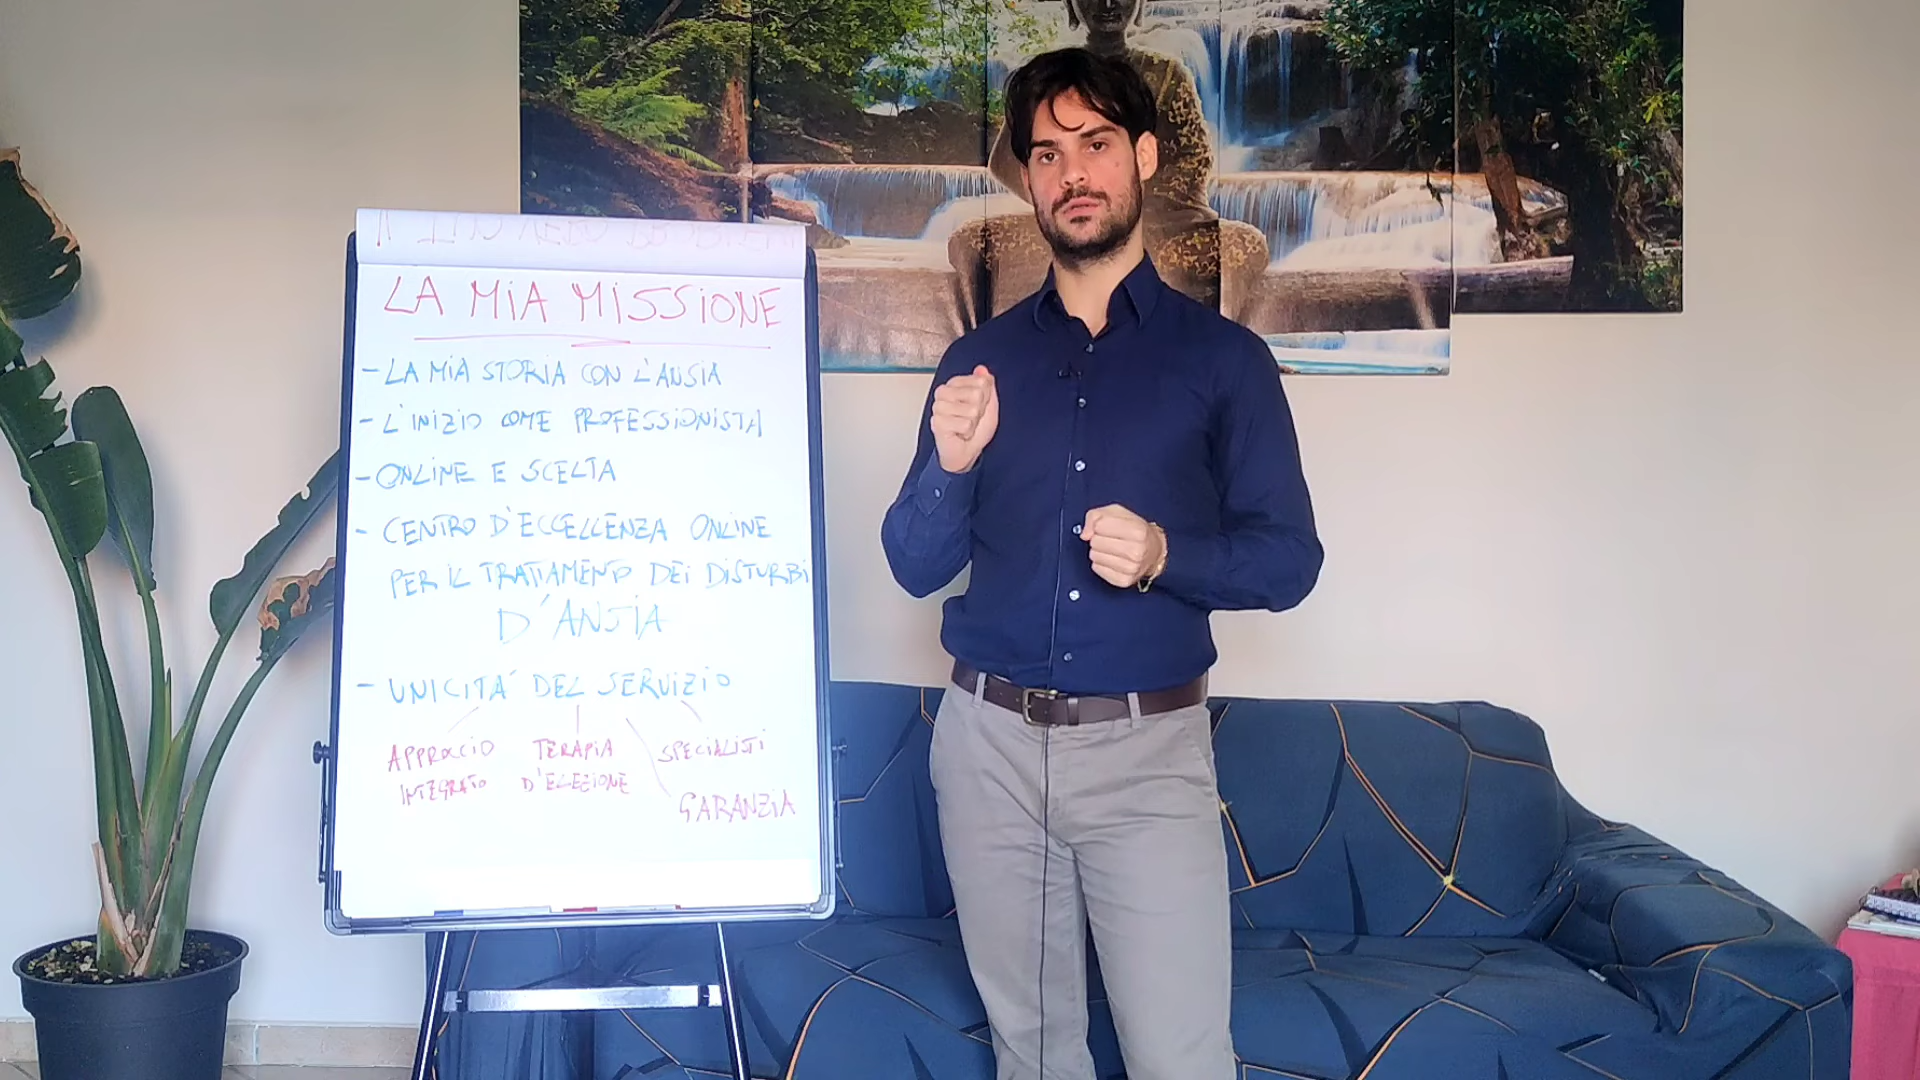 LA MiA MiSSiONE
- LA MiA STORiA CON L'ANSiA
- L'iNiZiO COME PROFESSiONiSTA
- ONLiNE E SCELTA
- CENTRO D'ECCELLENZA ONLiNE
PER iL TRATTAMENTO DEi DiSTURBi
D'ANSiA
- UNICITA' DEL SERViZiO
APPROCCiO TERAPiA SPECiALiSTi
iNTEGRATO D'ELEZiONE
GARANZiA